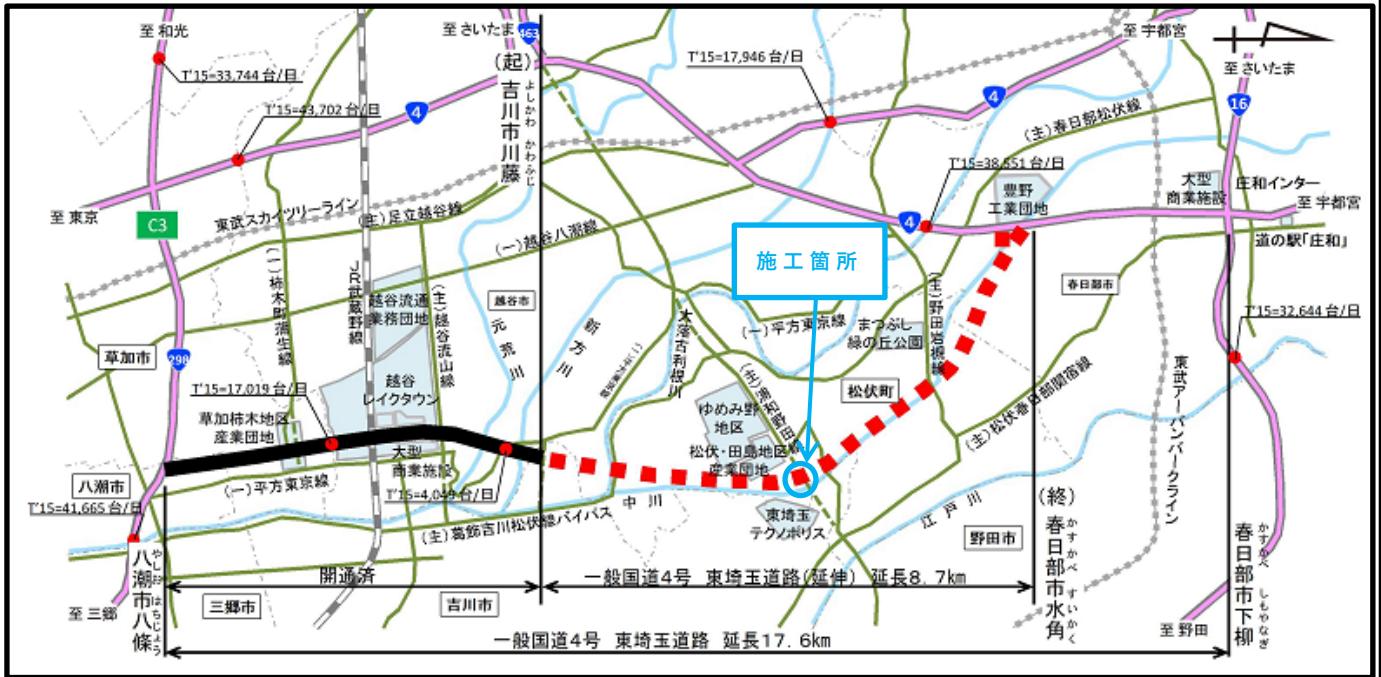 至 和光
T'15=33,744 台/日
T'15=43,702 台/日
4
至 東京
C3
東武スカイツリーライン
(主)足立越谷線
至 さいたま
463
(起)
吉川市川藤
よしかわ かわふじ
T'15=17,946 台/日
至 宇都宮
4
至 さいたま
16
(主)春日部松伏線
T'15=38,551 台/日
豊野
工業団地
大型
商業施設
庄和インター
至 宇都宮
道の駅「庄和」
4
施工箇所
(一)越谷八潮線
(一)柿木町蒲生線
JR武蔵野線
越谷流通
業務団地
(主)越谷流山線
越谷市
元荒川
新方川
大落古利根川
(一)平方東京線
まつぶし
緑の丘公園
(主)野田岩槻線
春日部市
T'15=32,644 台/日
草加市
298
T'15=17,019 台/日
越谷
レイクタウン
草加柿木地区
産業団地
大型
商業施設
ゆめみ野
地区
松伏・田島地区
産業団地
松伏町
(主)松伏春日部関宿線
東武アーバンパークライン
八潮市
(一)平方東京線
T'15=4,049 台/日
T'15=41,665 台/日
中川
(主)葛飾吉川松伏線バイパス
東埼玉
テクノポリス
江戸川
野田市
(終)
春日部市水角
かすかべ すいかく
春日部市下柳
かすかべ しもやなぎ
八潮市八條
やしお はちじょう
開通済
一般国道4号 東埼玉道路(延伸) 延長8.7km
至 三郷
三郷市
吉川市
至 野田
一般国道4号 東埼玉道路 延長17.6km